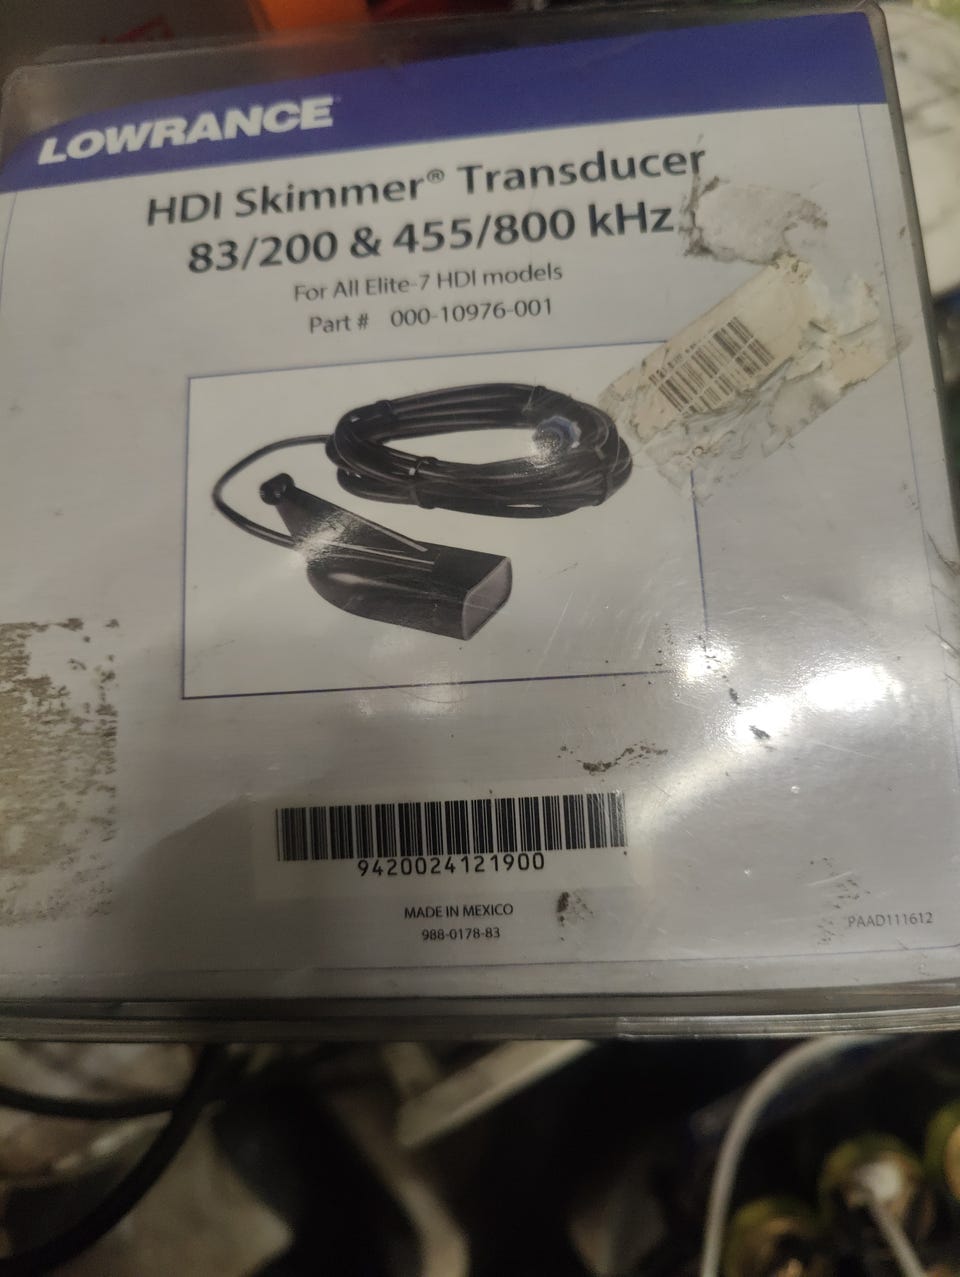 LOWRANCE
HDI Skimmer® Transducer
83/200 & 455/800 kHz
For All Elite-7 HDI models
Part # 000-10976-001
9420024121900
MADE IN MEXICO
988-0178-83
PAAD111612